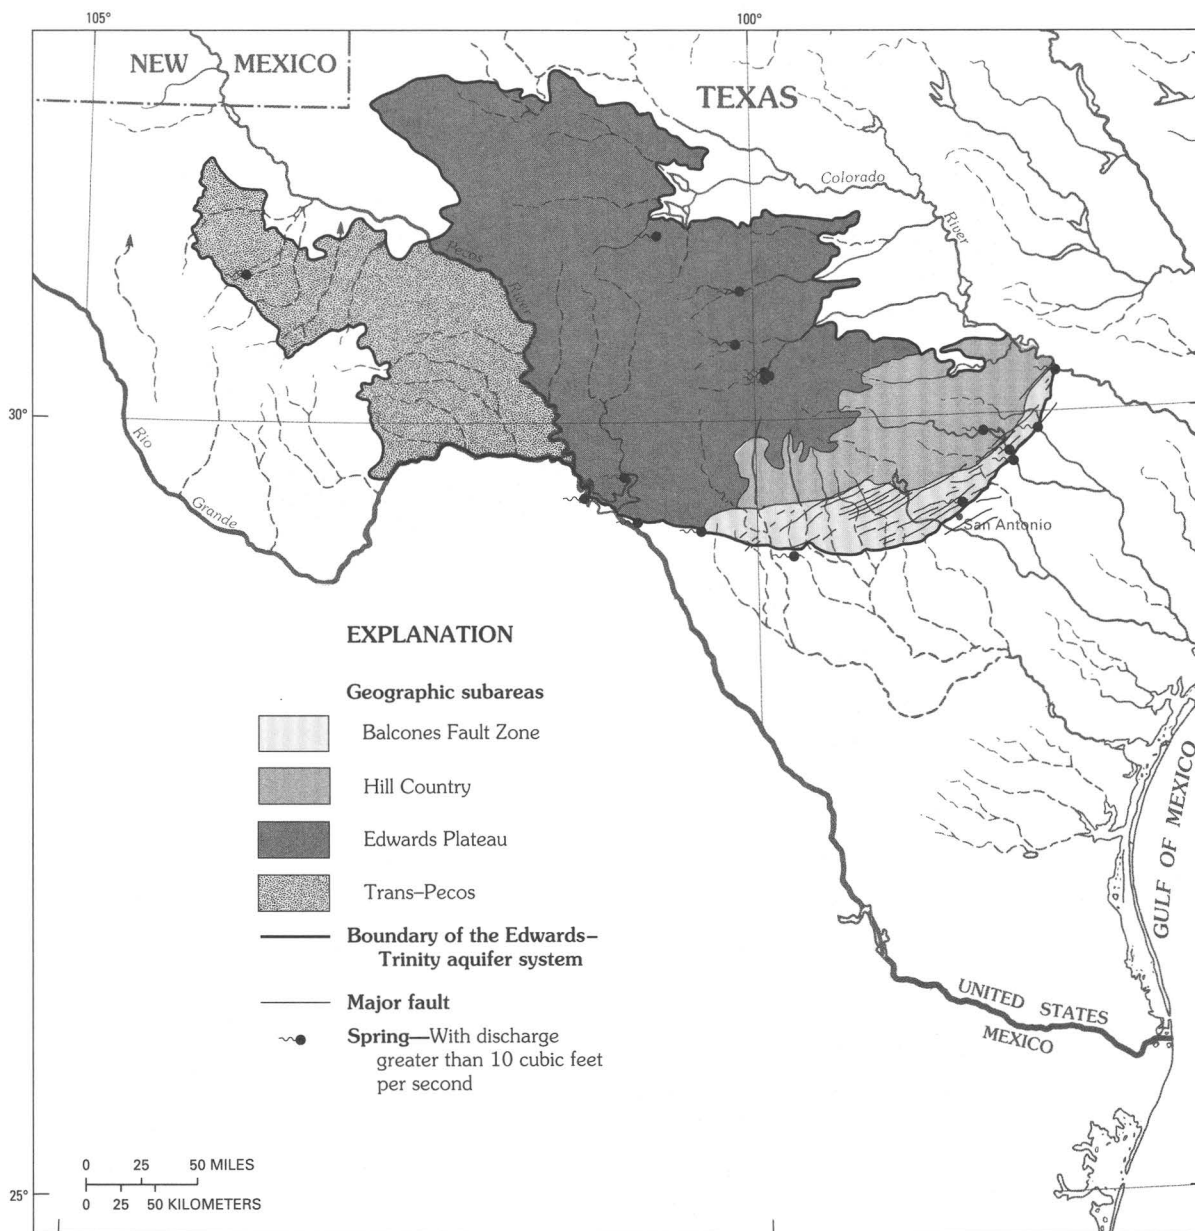 105°
100°
NEW MEXICO
TEXAS
Colorado
River
Pecos
River
30°
Rio
Grande
San Antonio
EXPLANATION
Geographic subareas
Balcones Fault Zone
Hill Country
Edwards Plateau
Trans–Pecos
Boundary of the Edwards–
Trinity aquifer system
Major fault
Spring—With discharge
greater than 10 cubic feet
per second
GULF OF MEXICO
UNITED STATES
MEXICO
0 25 50 MILES
0 25 50 KILOMETERS
25°